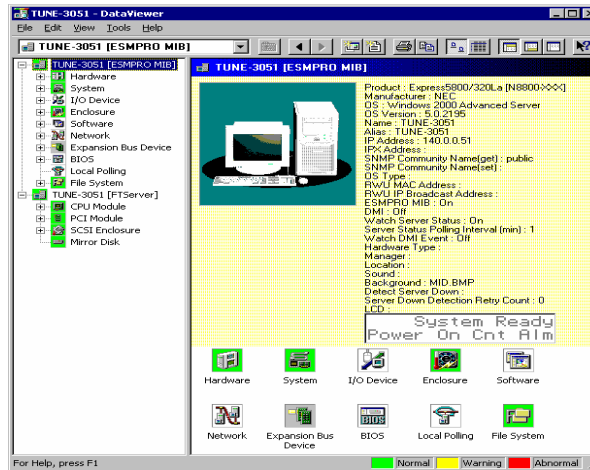 TUNE-3051 - DataViewer
File Edit View Tools Help
TUNE-3051 [ESMPRO MIB]
TUNE-3051 [ESMPRO MIB]
Hardware
System
I/O Device
Enclosure
Software
Network
Expansion Bus Device
BIOS
Local Polling
File System
TUNE-3051 [FTServer]
CPU Module
PCI Module
SCSI Enclosure
Mirror Disk
TUNE-3051 [ESMPRO MIB]
Product : Express5800/320La [N8800-XXX]
Manufacturer : NEC
OS : Windows 2000 Advanced Server
OS Version : 5.0.2195
Name : TUNE-3051
Alias : TUNE-3051
IP Address : 140.0.0.51
IPX Address :
SNMP Community Name(get) : public
SNMP Community Name(set) :
OS Type :
RWU MAC Address :
RWU IP Broadcast Address :
ESMPRO MIB : On
DMI : Off
Watch Server Status : On
Server Status Polling Interval (min) : 1
Watch DMI Event : Off
Hardware Type :
Manager :
Location :
Sound :
Background : MID.BMP
Detect Server Down :
Server Down Detection Retry Count : 0
LCD :
System Ready
Power On Cnt Alm
Hardware System I/O Device Enclosure Software
BIOS
Network Expansion Bus Device BIOS Local Polling File System
For Help, press F1
Normal Warning Abnormal